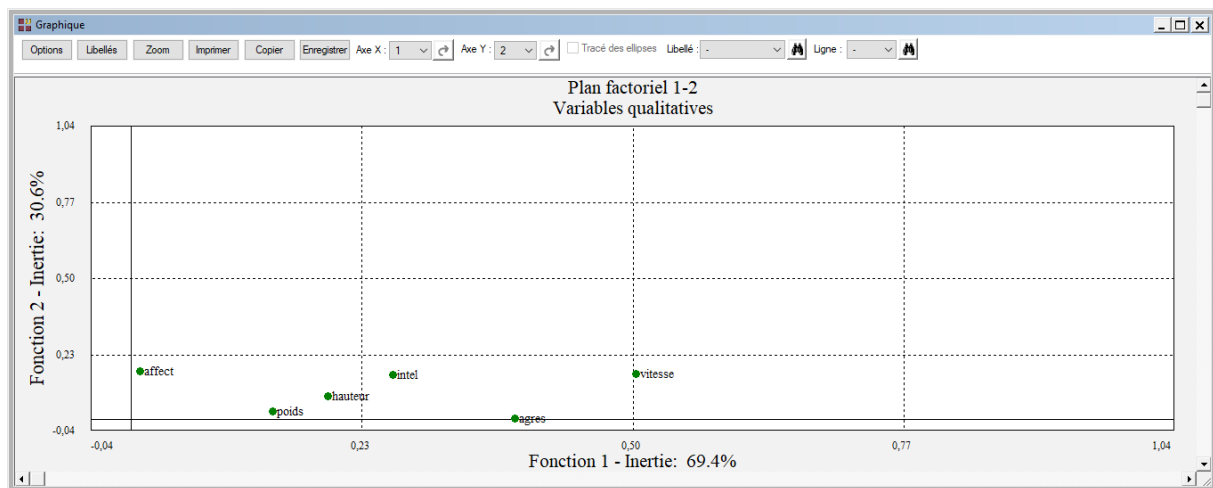 Graphique
Options Libellés Zoom Imprimer Copier Enregistrer Axe X : 1 Axe Y : 2 Tracé des ellipses Libellé : - Ligne : -
Plan factoriel 1-2
Variables qualitatives
1,04
0,77
0,50
0,23
-0,04
Fonction 2 - Inertie: 30.6%
affect
intel
vitesse
hauteur
poids
agres
-0,04 0,23 0,50 0,77 1,04
Fonction 1 - Inertie: 69.4%